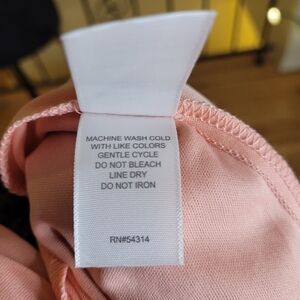 MACHINE WASH COLD
WITH LIKE COLORS
GENTLE CYCLE
DO NOT BLEACH
LINE DRY
DO NOT IRON
RN#54314